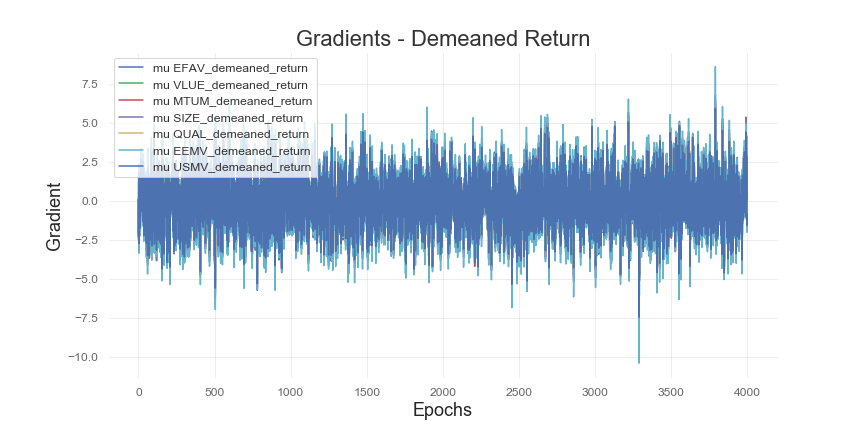 Gradients - Demeaned Return
mu EFAV_demeaned_return
mu VLUE_demeaned_return
mu MTUM_demeaned_return
mu SIZE_demeaned_return
mu QUAL_demeaned_return
mu EEMV_demeaned_return
mu USMV_demeaned_return
7.5
5.0
2.5
0.0
−2.5
−5.0
−7.5
−10.0
Gradient
0 500 1000 1500 2000 2500 3000 3500 4000
Epochs